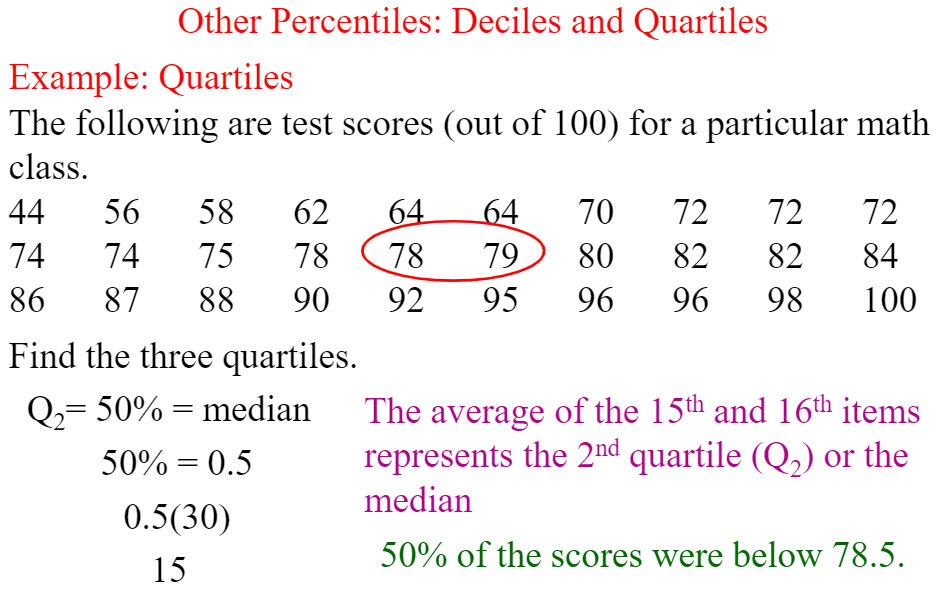 Other Percentiles: Deciles and Quartiles
Example: Quartiles
The following are test scores (out of 100) for a particular math
class.
44 56 58 62 64 64 70 72 72 72
74 74 75 78 78 79 80 82 82 84
86 87 88 90 92 95 96 96 98 100
Find the three quartiles.
Q₂= 50% = median
50% = 0.5
0.5(30)
15
The average of the 15th and 16th items
represents the 2nd quartile (Q₂) or the
median
50% of the scores were below 78.5.